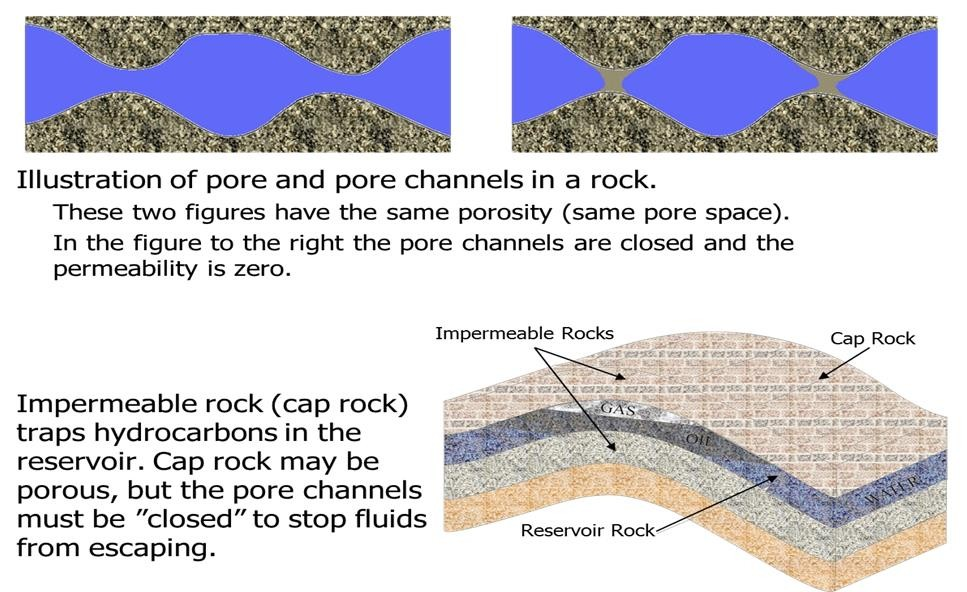 Illustration of pore and pore channels in a rock.
These two figures have the same porosity (same pore space).
In the figure to the right the pore channels are closed and the
permeability is zero.
Impermeable Rocks
Cap Rock
Impermeable rock (cap rock)
traps hydrocarbons in the
reservoir. Cap rock may be
porous, but the pore channels
must be ”closed” to stop fluids
from escaping.
GAS
OIL
WATER
Reservoir Rock